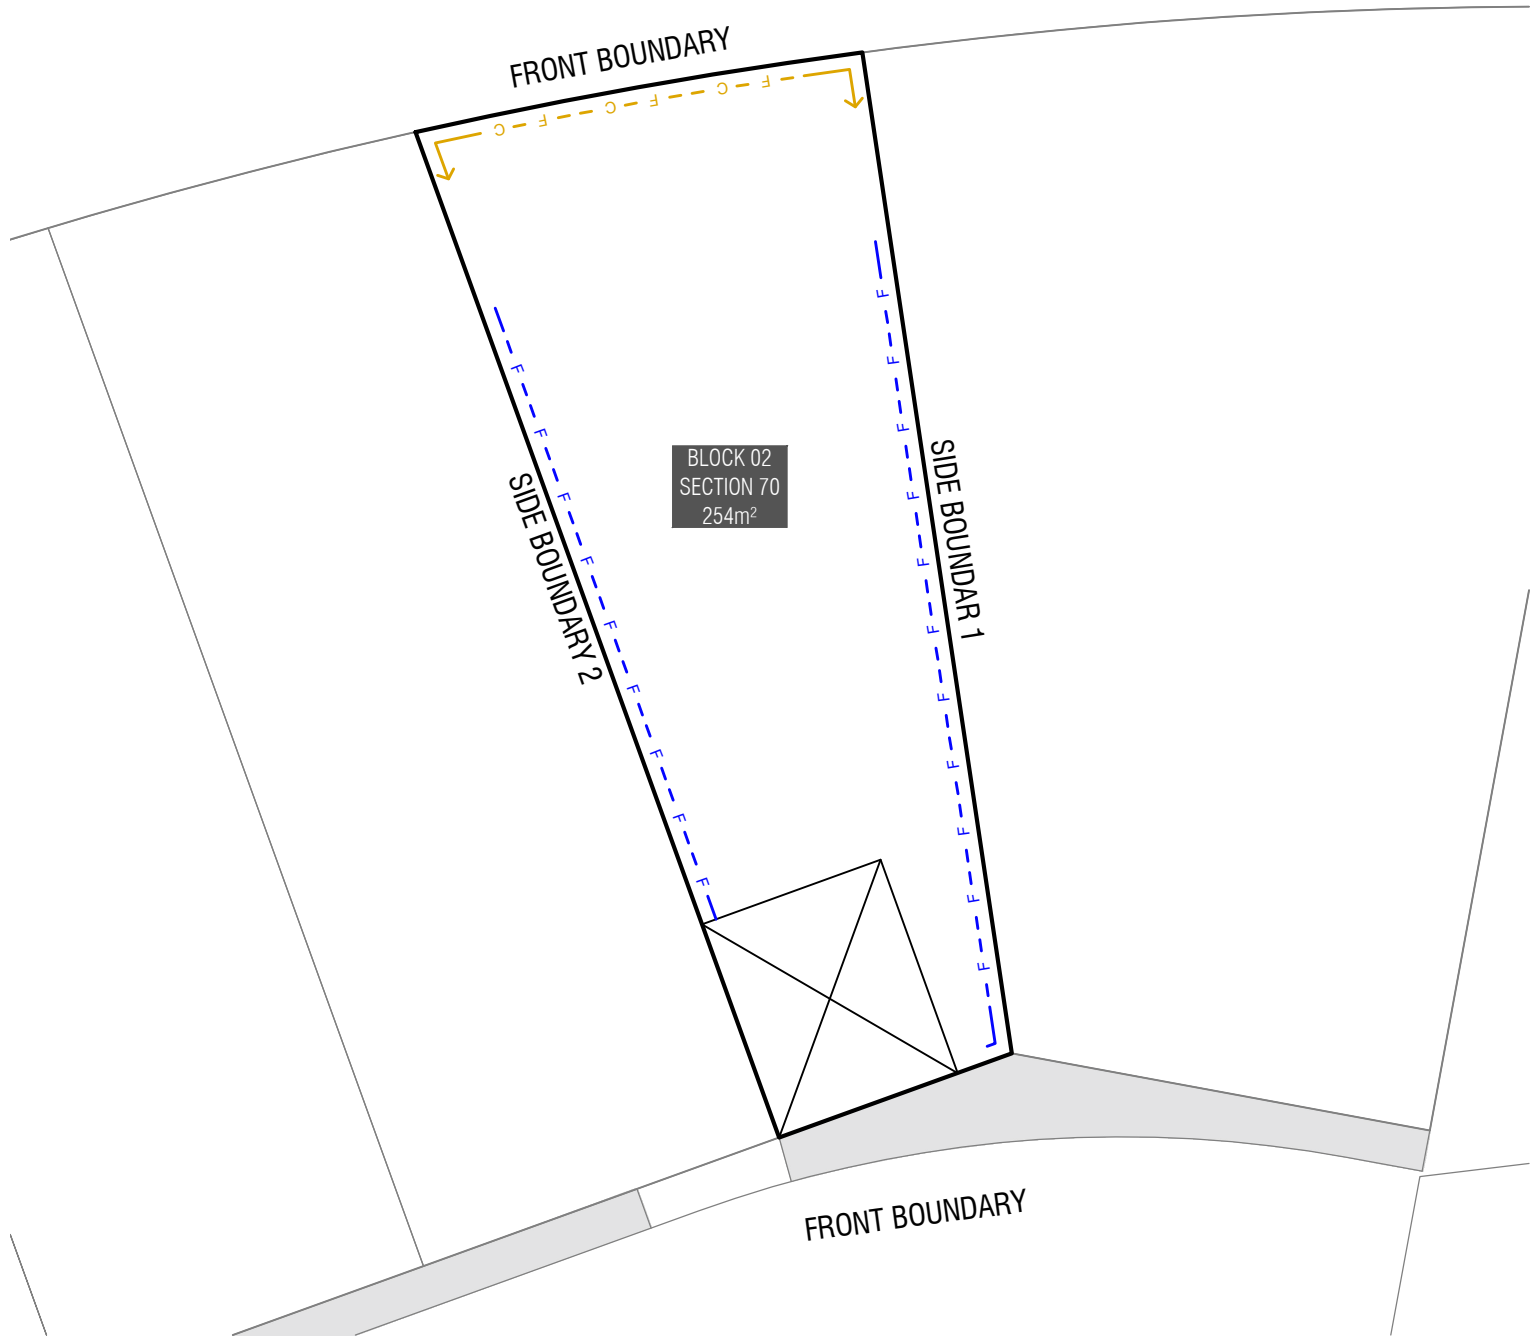 FRONT BOUNDARY
C F C F C F
F F F F F F F F F
F F F F F F F F F F F
BLOCK 02
SECTION 70
254m²
SIDE BOUNDARY 2
SIDE BOUNDAR 1
FRONT BOUNDARY